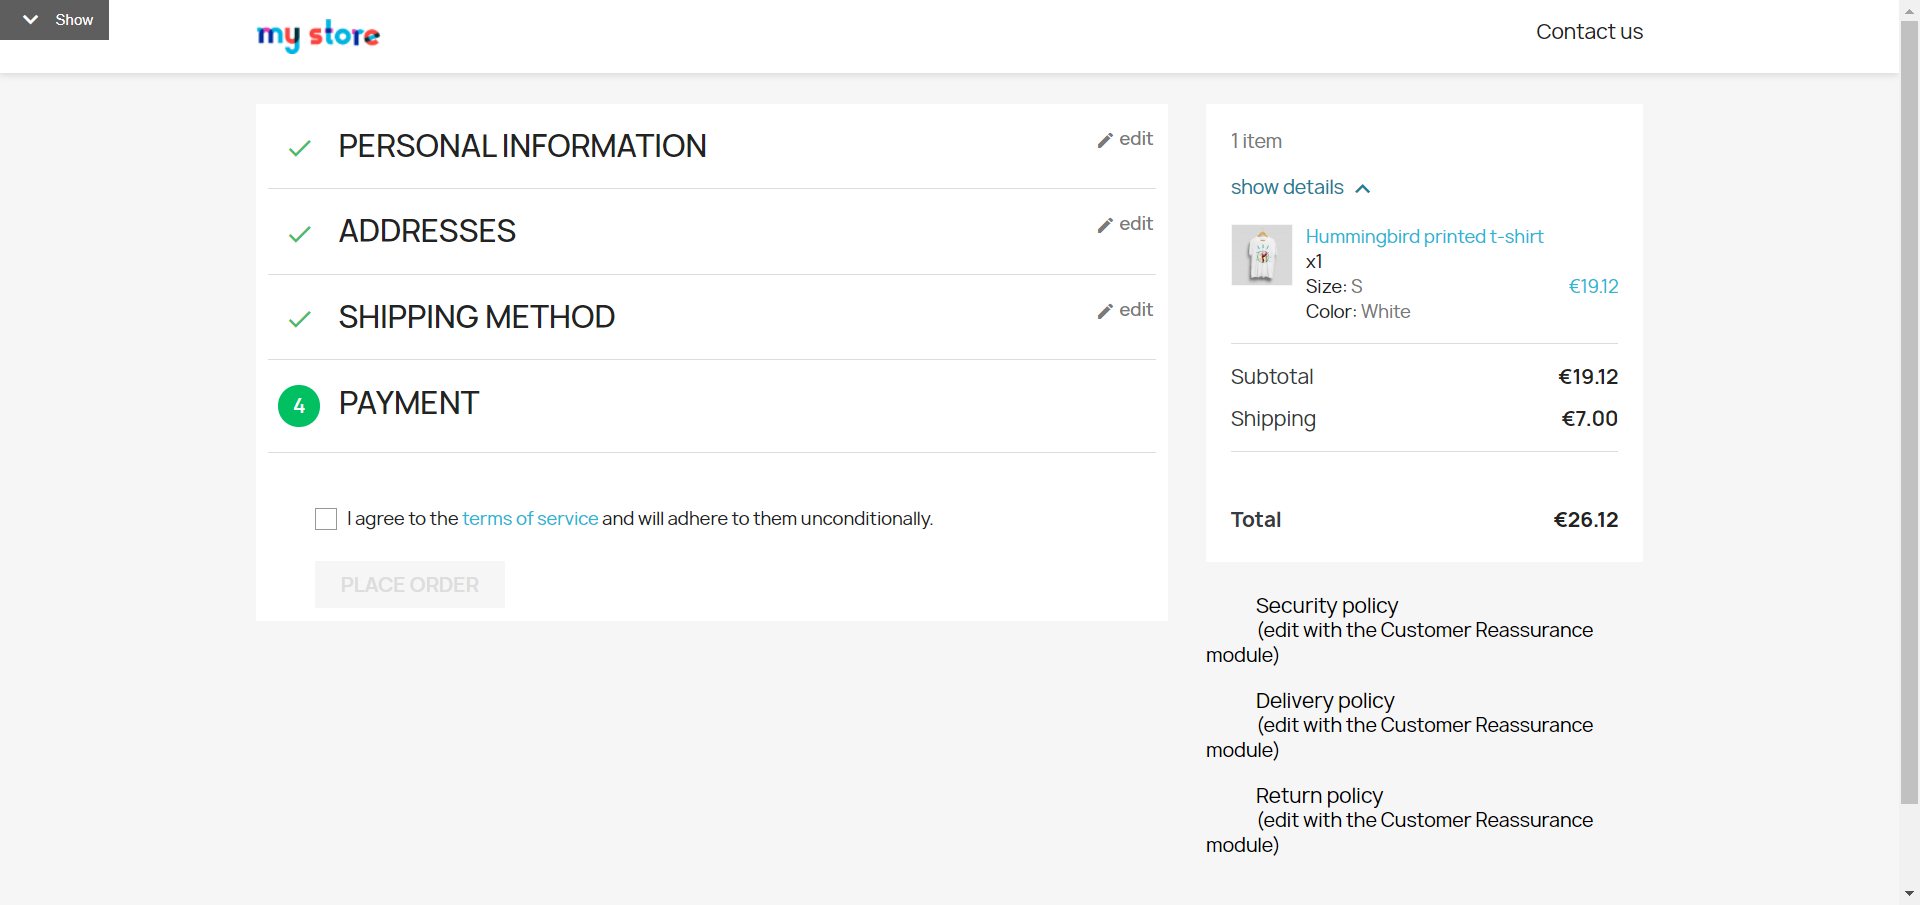 Show
my store
Contact us
PERSONAL INFORMATION
edit
ADDRESSES
edit
SHIPPING METHOD
edit
4 PAYMENT
I agree to the terms of service and will adhere to them unconditionally.
PLACE ORDER
1 item
show details
Hummingbird printed t-shirt
x1
Size: S
€19.12
Color: White
Subtotal €19.12
Shipping €7.00
Total €26.12
Security policy
(edit with the Customer Reassurance
module)
Delivery policy
(edit with the Customer Reassurance
module)
Return policy
(edit with the Customer Reassurance
module)